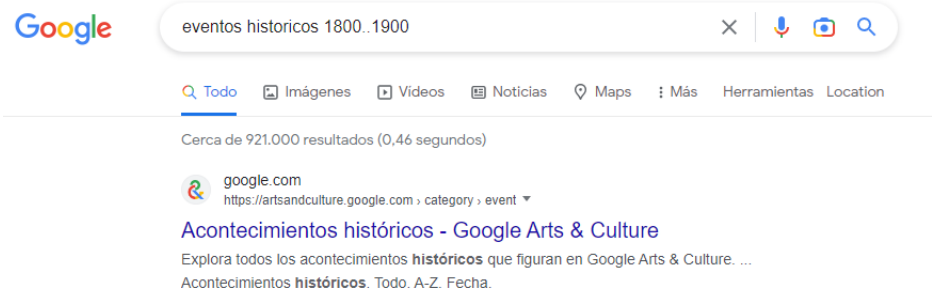 Google
eventos historicos 1800..1900
Todo Imágenes Vídeos Noticias Maps Más Herramientas Location
Cerca de 921.000 resultados (0,46 segundos)
google.com
https://artsandculture.google.com › category › event
Acontecimientos históricos - Google Arts & Culture
Explora todos los acontecimientos históricos que figuran en Google Arts & Culture. ...
Acontecimientos históricos. Todo. A-Z. Fecha.